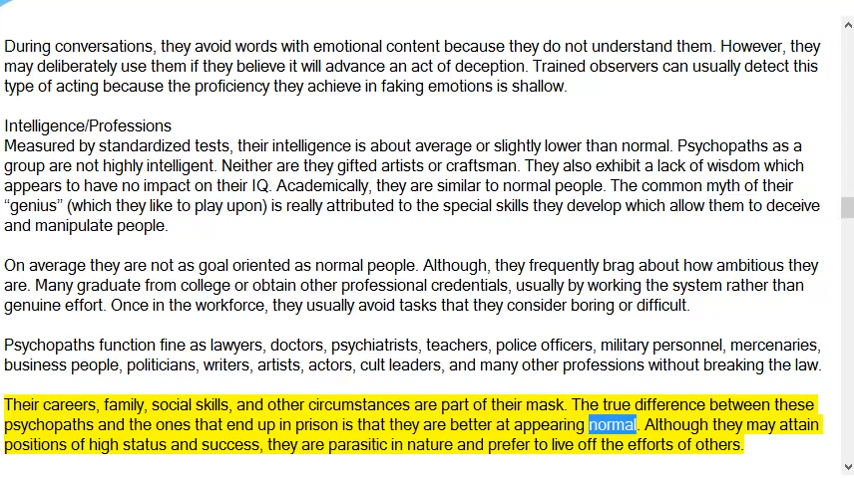 During conversations, they avoid words with emotional content because they do not understand them. However, they
may deliberately use them if they believe it will advance an act of deception. Trained observers can usually detect this
type of acting because the proficiency they achieve in faking emotions is shallow.
Intelligence/Professions
Measured by standardized tests, their intelligence is about average or slightly lower than normal. Psychopaths as a
group are not highly intelligent. Neither are they gifted artists or craftsman. They also exhibit a lack of wisdom which
appears to have no impact on their IQ. Academically, they are similar to normal people. The common myth of their
“genius” (which they like to play upon) is really attributed to the special skills they develop which allow them to deceive
and manipulate people.
On average they are not as goal oriented as normal people. Although, they frequently brag about how ambitious they
are. Many graduate from college or obtain other professional credentials, usually by working the system rather than
genuine effort. Once in the workforce, they usually avoid tasks that they consider boring or difficult.
Psychopaths function fine as lawyers, doctors, psychiatrists, teachers, police officers, military personnel, mercenaries,
business people, politicians, writers, artists, actors, cult leaders, and many other professions without breaking the law.
Their careers, family, social skills, and other circumstances are part of their mask. The true difference between these
psychopaths and the ones that end up in prison is that they are better at appearing normal. Although they may attain
positions of high status and success, they are parasitic in nature and prefer to live off the efforts of others.